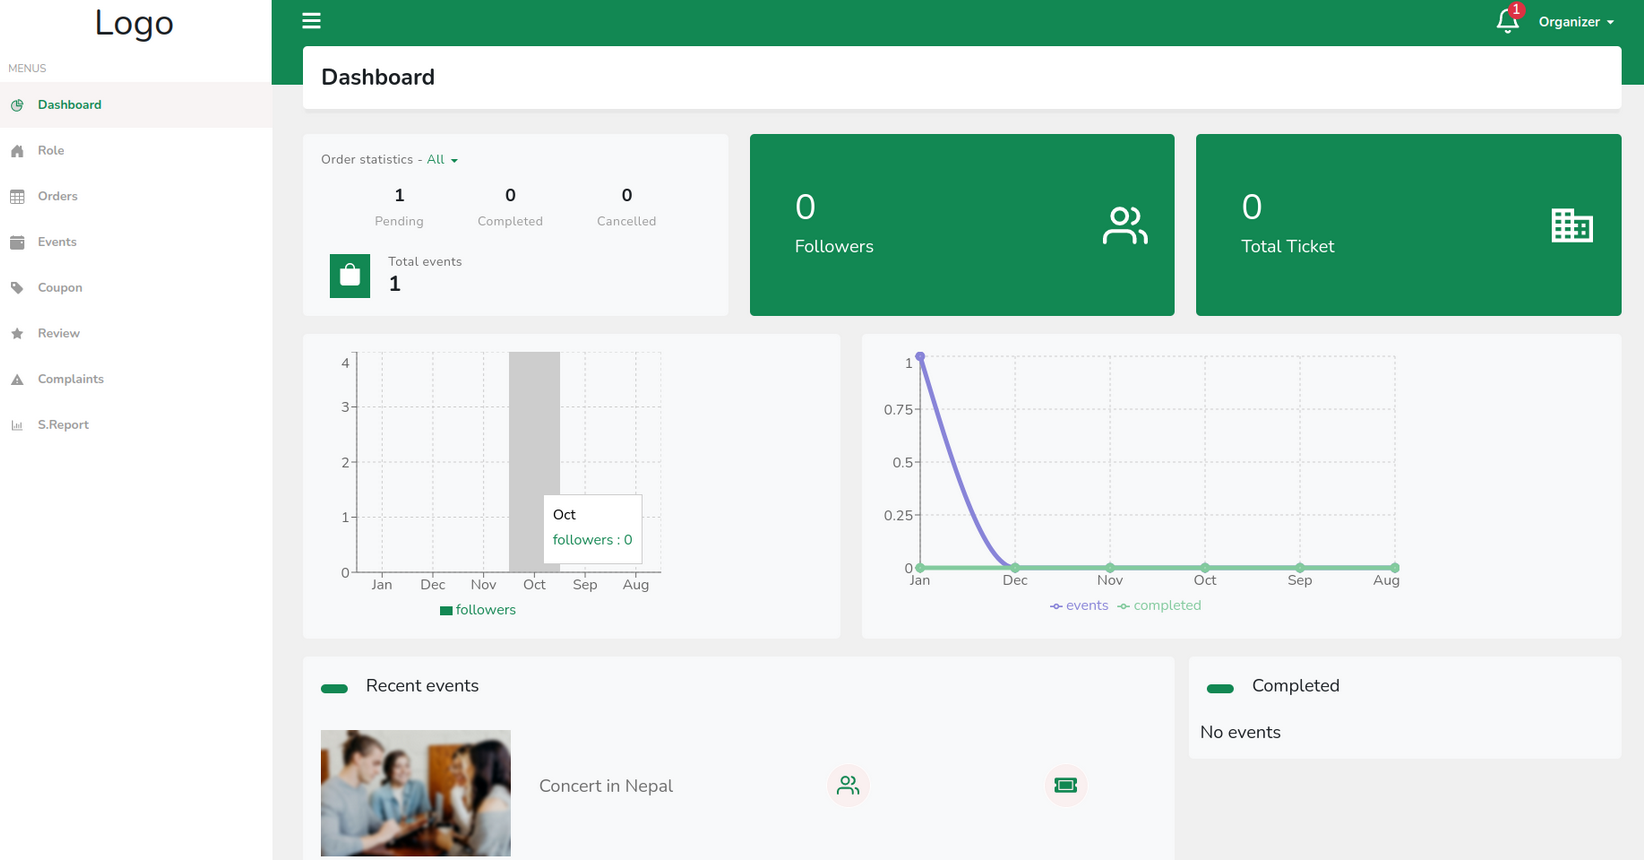 Logo
MENUS
Dashboard
Role
Orders
Events
Coupon
Review
Complaints
S.Report
1
Organizer
Dashboard
Order statistics - All
1 0 0
Pending Completed Cancelled
Total events
1
0
Followers
0
Total Ticket
4
3
2
1
0
Jan Dec Nov Oct Sep Aug
Oct
followers : 0
followers
1
0.75
0.5
0.25
0
Jan Dec Nov Oct Sep Aug
events completed
Recent events
Concert in Nepal
Completed
No events